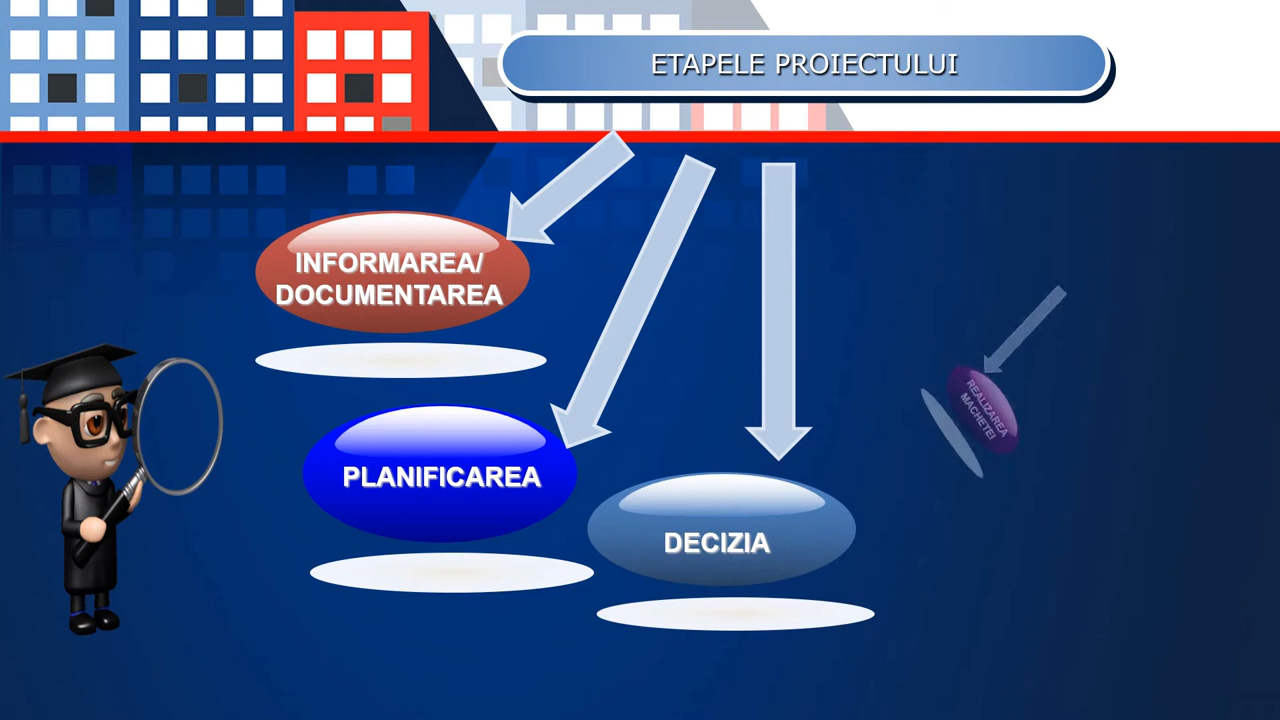 ETAPELE PROIECTULUI
INFORMAREA/
DOCUMENTAREA
PLANIFICAREA
DECIZIA
REALIZAREA
MACHETEI